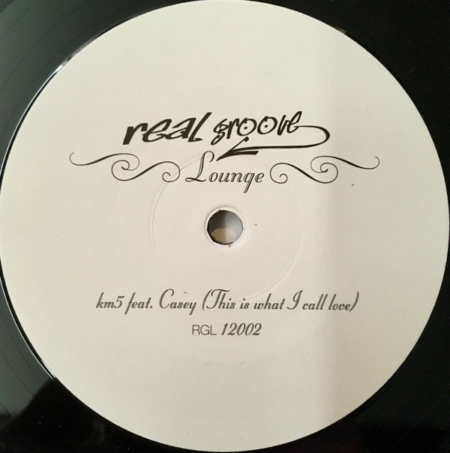 real groove
Lounge
km5 feat. Casey (This is what I call love)
RGL 12002